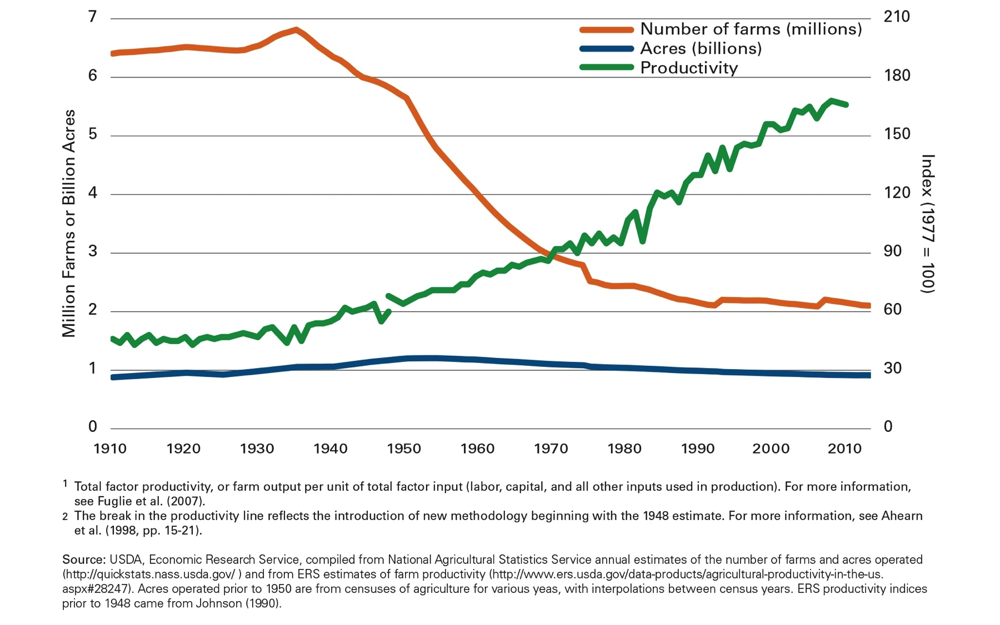 7
6
5
4
3
2
1
0
Million Farms or Billion Acres
Number of farms (millions)
Acres (billions)
Productivity
210
180
150
120
90
60
30
0
Index (1977 = 100)
1910 1920 1930 1940 1950 1960 1970 1980 1990 2000 2010
1 Total factor productivity, or farm output per unit of total factor input (labor, capital, and all other inputs used in production). For more information,
see Fuglie et al. (2007).
2 The break in the productivity line reflects the introduction of new methodology beginning with the 1948 estimate. For more information, see Ahearn
et al. (1998, pp. 15-21).
Source: USDA, Economic Research Service, compiled from National Agricultural Statistics Service annual estimates of the number of farms and acres operated
(http://quickstats.nass.usda.gov/ ) and from ERS estimates of farm productivity (http://www.ers.usda.gov/data-products/agricultural-productivity-in-the-us.
aspx#28247). Acres operated prior to 1950 are from censuses of agriculture for various yeas, with interpolations between census years. ERS productivity indices
prior to 1948 came from Johnson (1990).